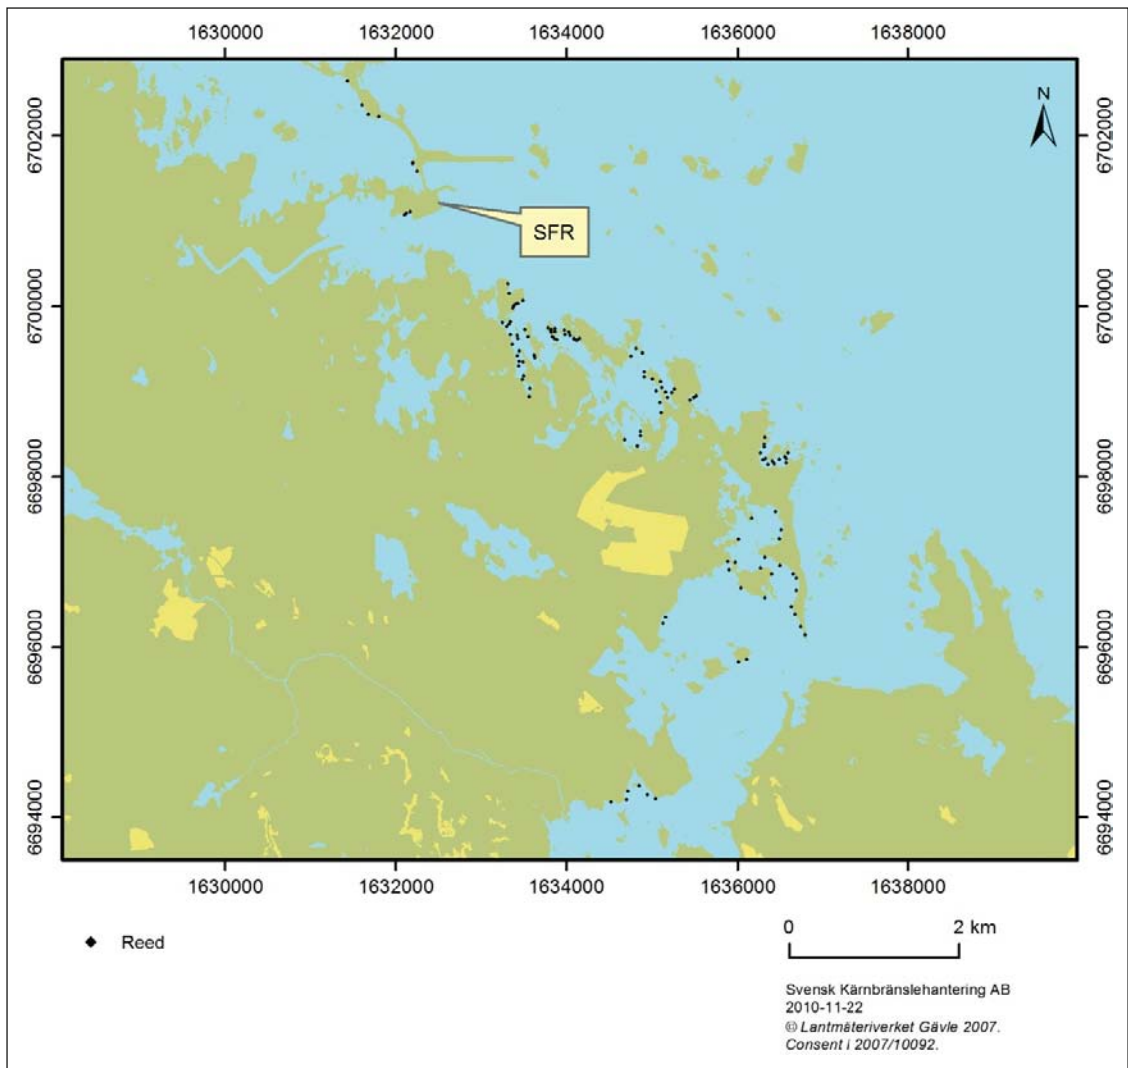 1630000 1632000 1634000 1636000 1638000
N
6702000 6702000
SFR
6700000 6700000
6698000 6698000
6696000 6696000
6694000 6694000
1630000 1632000 1634000 1636000 1638000
Reed
0 2 km
Svensk Kärnbränslehantering AB
2010-11-22
© Lantmäteriverket Gävle 2007.
Consent i 2007/10092.